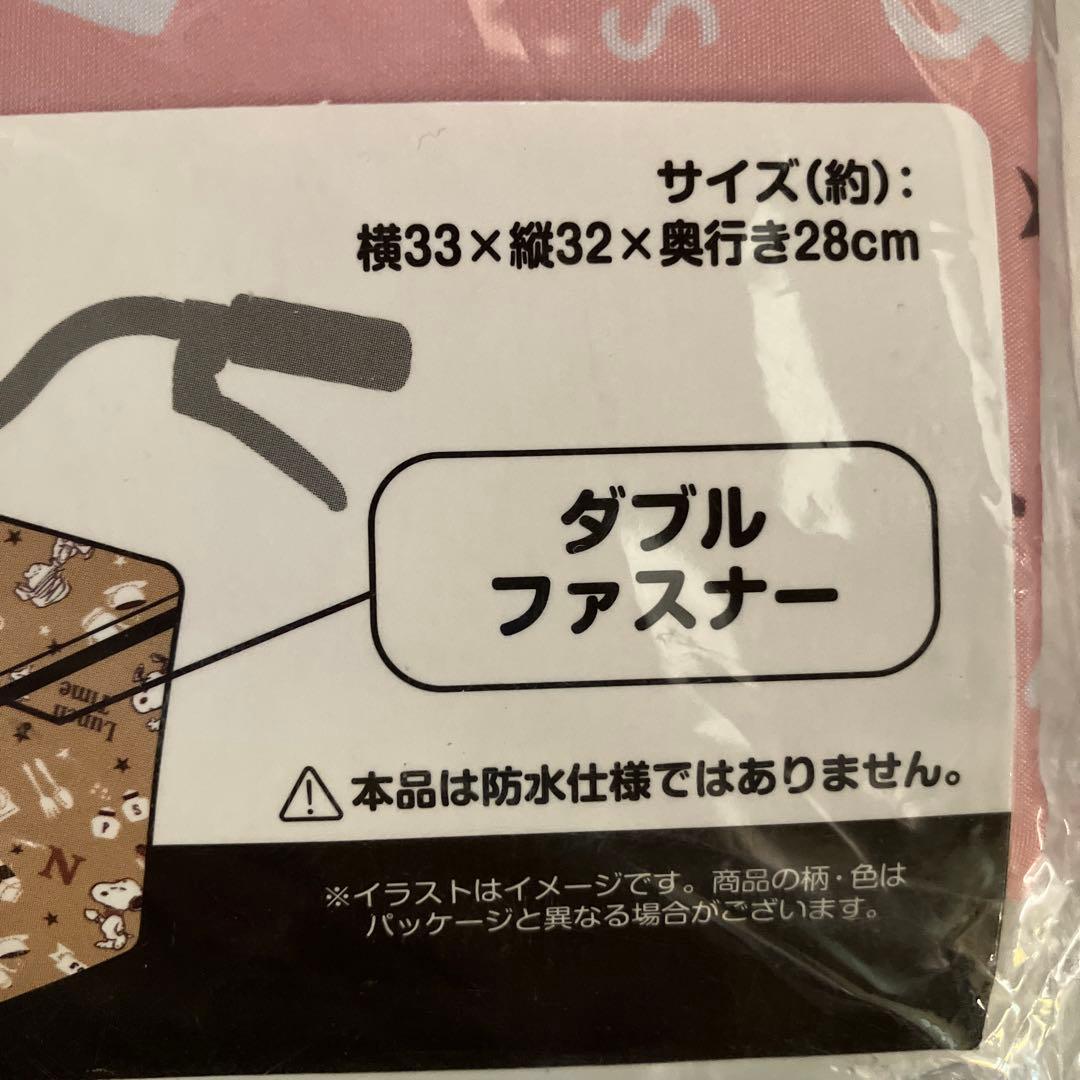 S
サイズ(約):
横33×縦32×奥行き28cm
ダブル
ファスナー
Lunch
Time
P S
N
⚠本品は防水仕様ではありません。
※イラストはイメージです。商品の柄・色は
パッケージと異なる場合がございます。